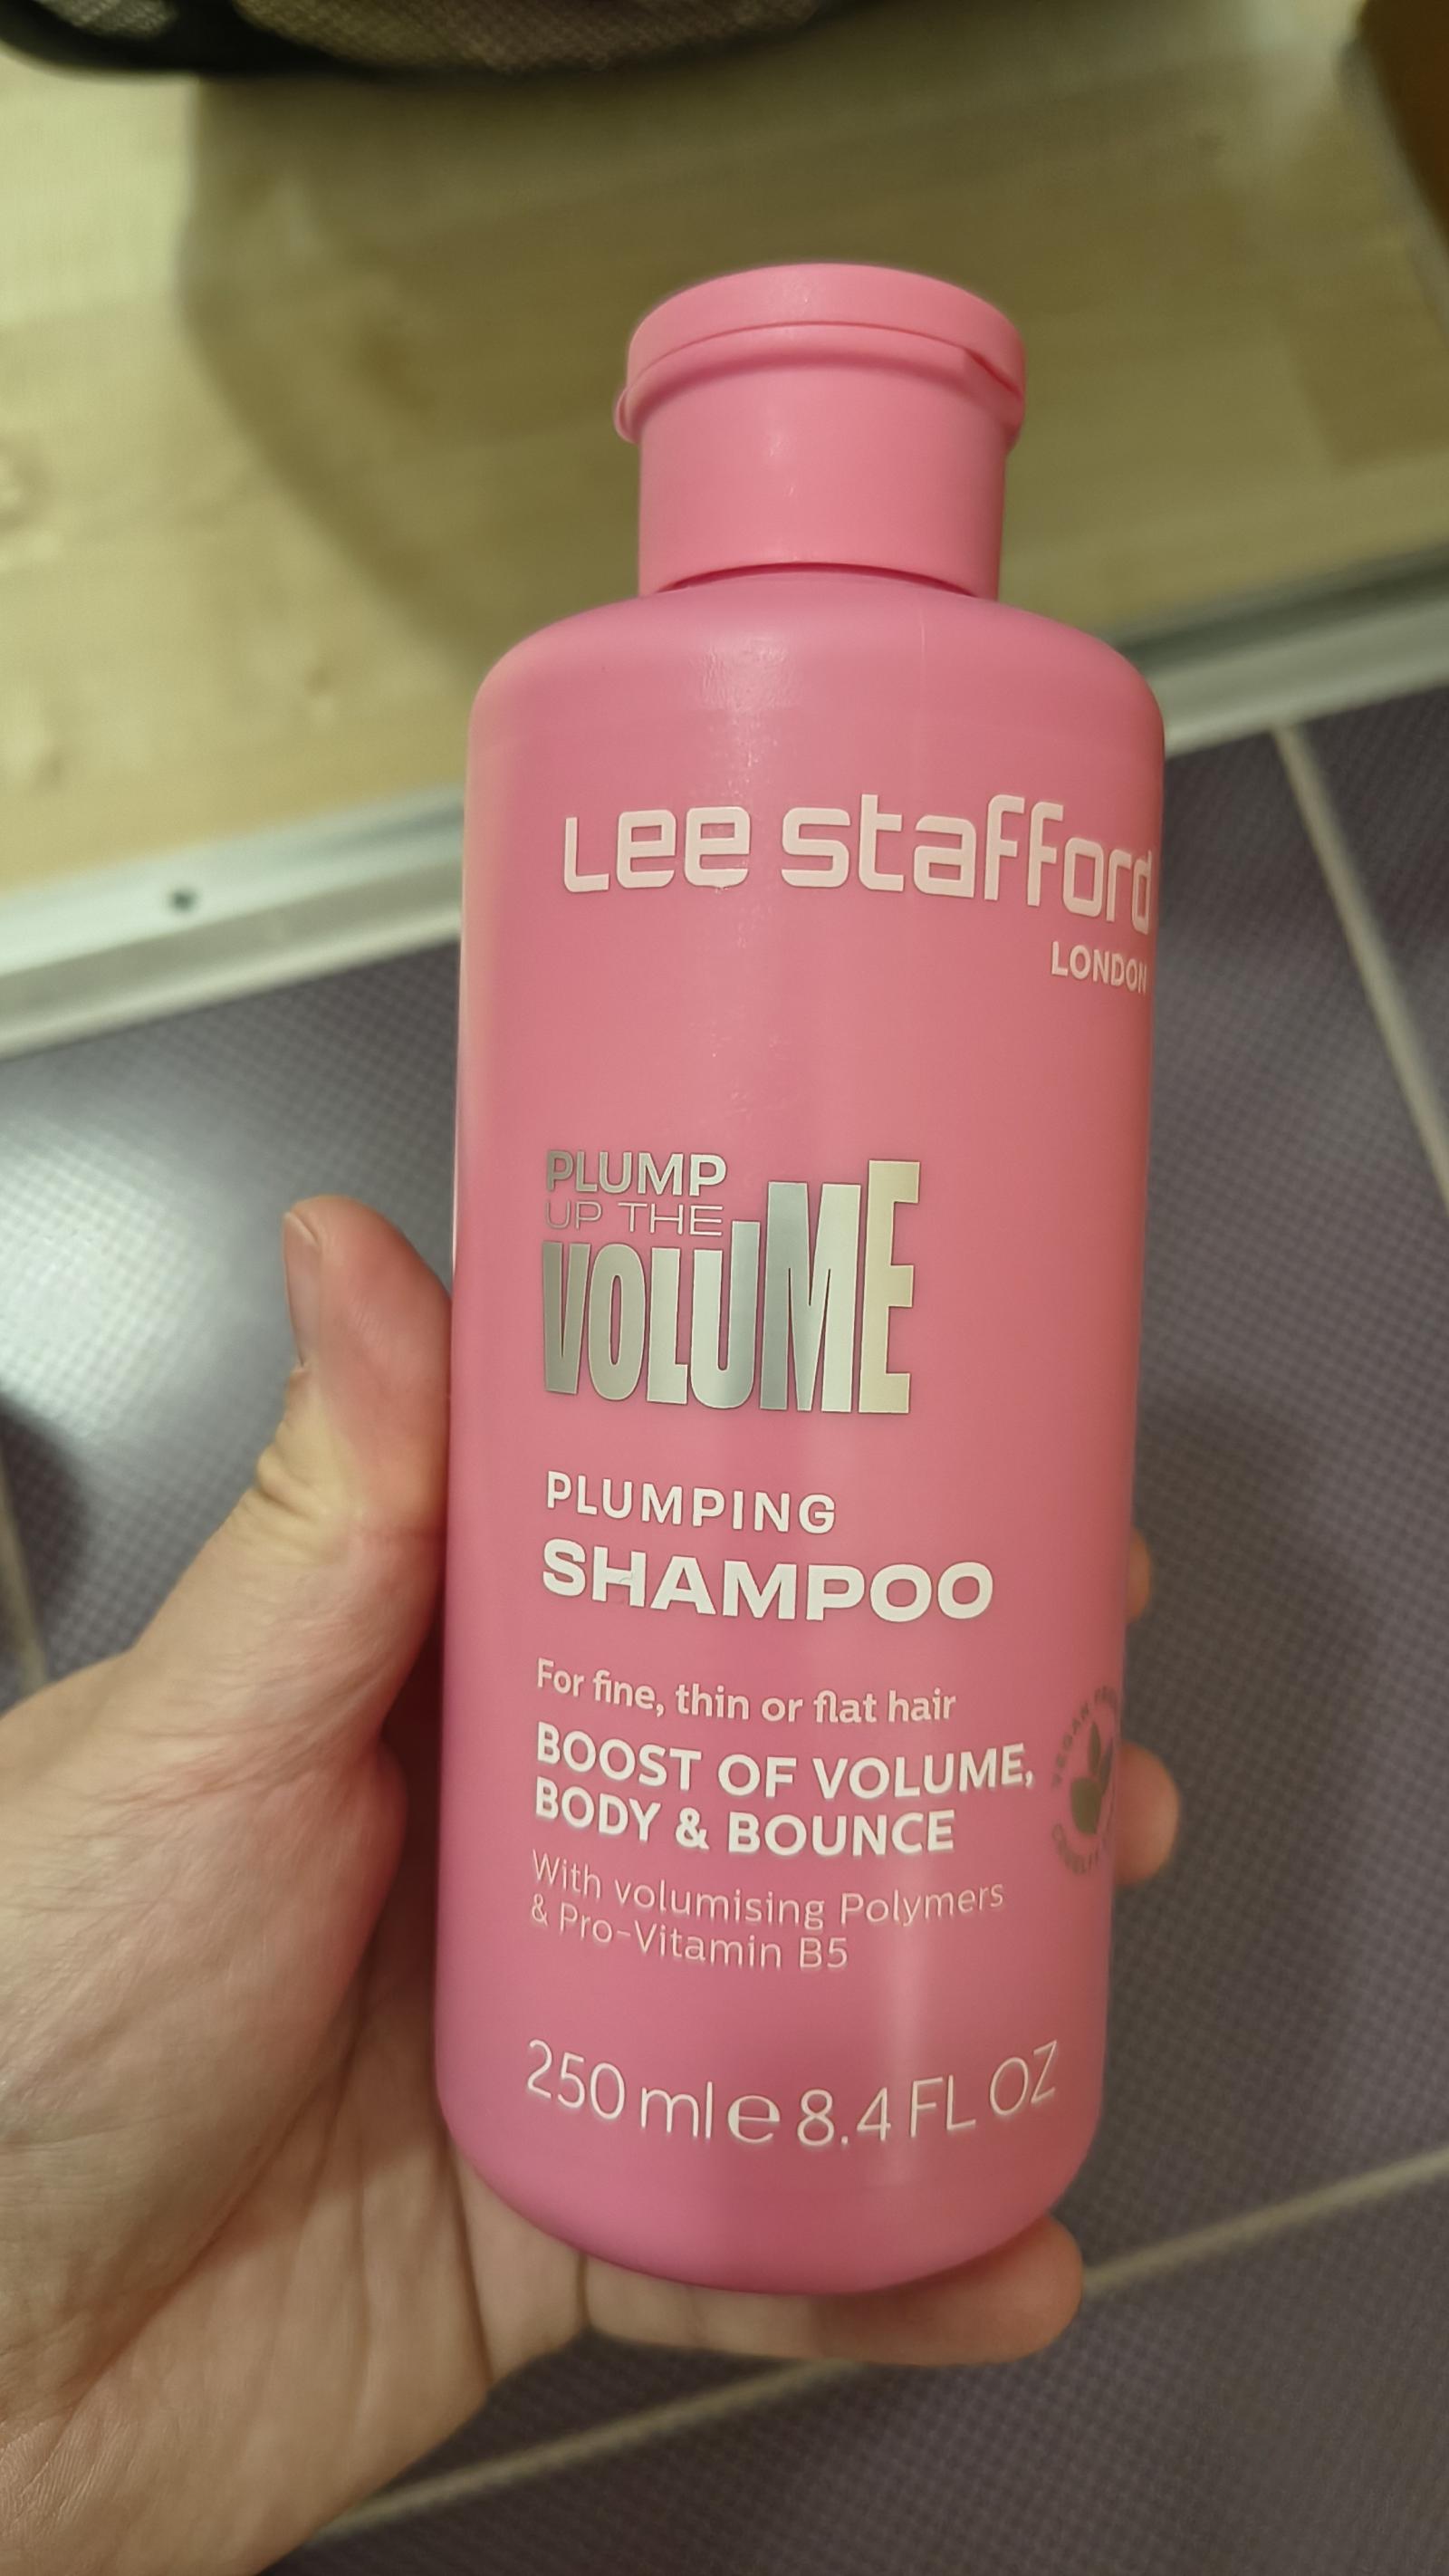 Lee stafford
LONDON
PLUMP
UP THE
VOLUME
PLUMPING
SHAMPOO
For fine, thin or flat hair
BOOST OF VOLUME,
BODY & BOUNCE
With volumising Polymers
& Pro-Vitamin B5
VEGAN
250 ml e 8.4 FL OZ